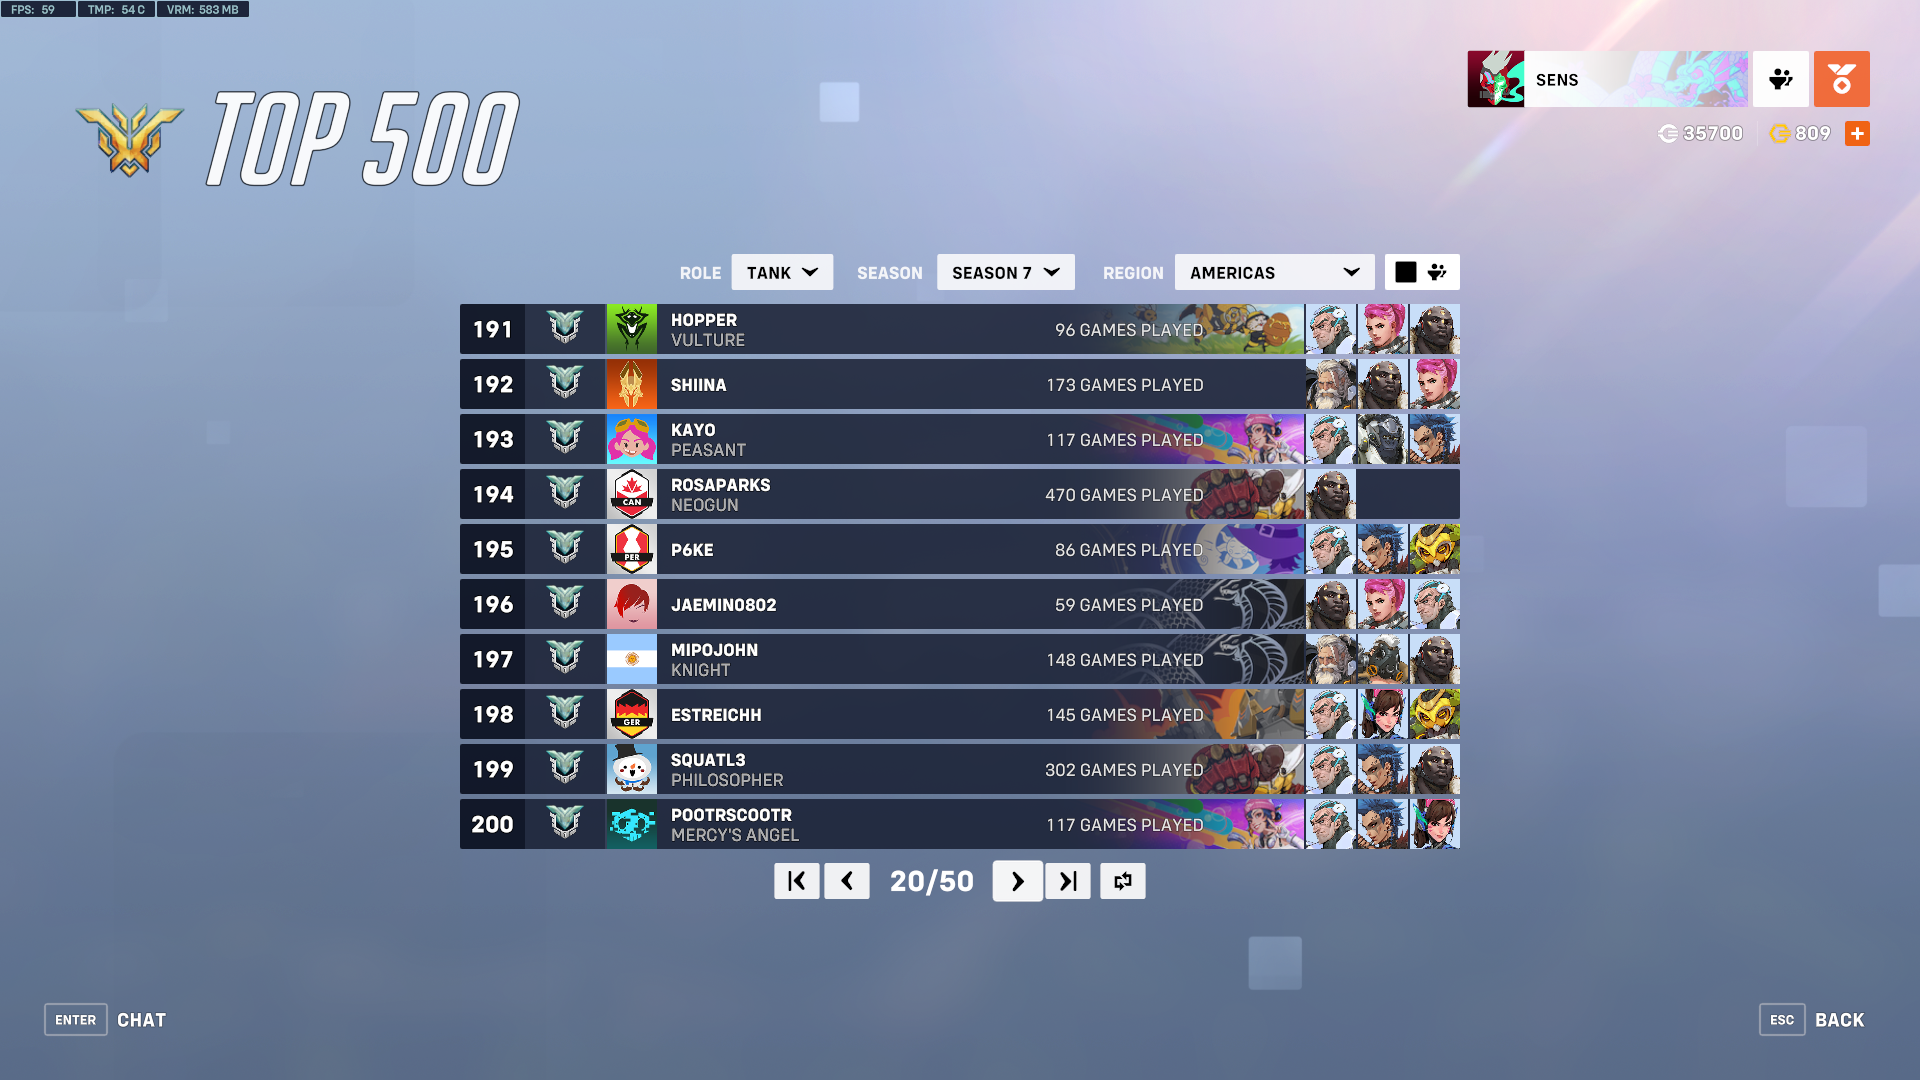 FPS: 59 TMP: 54 C VRM: 583 MB
TOP 500
SENS
35700 809
ROLE TANK SEASON SEASON 7 REGION AMERICAS
191 HOPPER 96 GAMES PLAYED
VULTURE
192 SHIINA 173 GAMES PLAYED
193 KAYO 117 GAMES PLAYED
PEASANT
194 CAN ROSAPARKS 470 GAMES PLAYED
NEOGUN
195 PER P6KE 86 GAMES PLAYED
196 JAEMIN0802 59 GAMES PLAYED
197 MIPOJOHN 148 GAMES PLAYED
KNIGHT
198 GER ESTREICHH 145 GAMES PLAYED
199 SQUATL3 302 GAMES PLAYED
PHILOSOPHER
200 POOTRSCOOTR 117 GAMES PLAYED
MERCY'S ANGEL
20/50
ENTER CHAT
ESC BACK